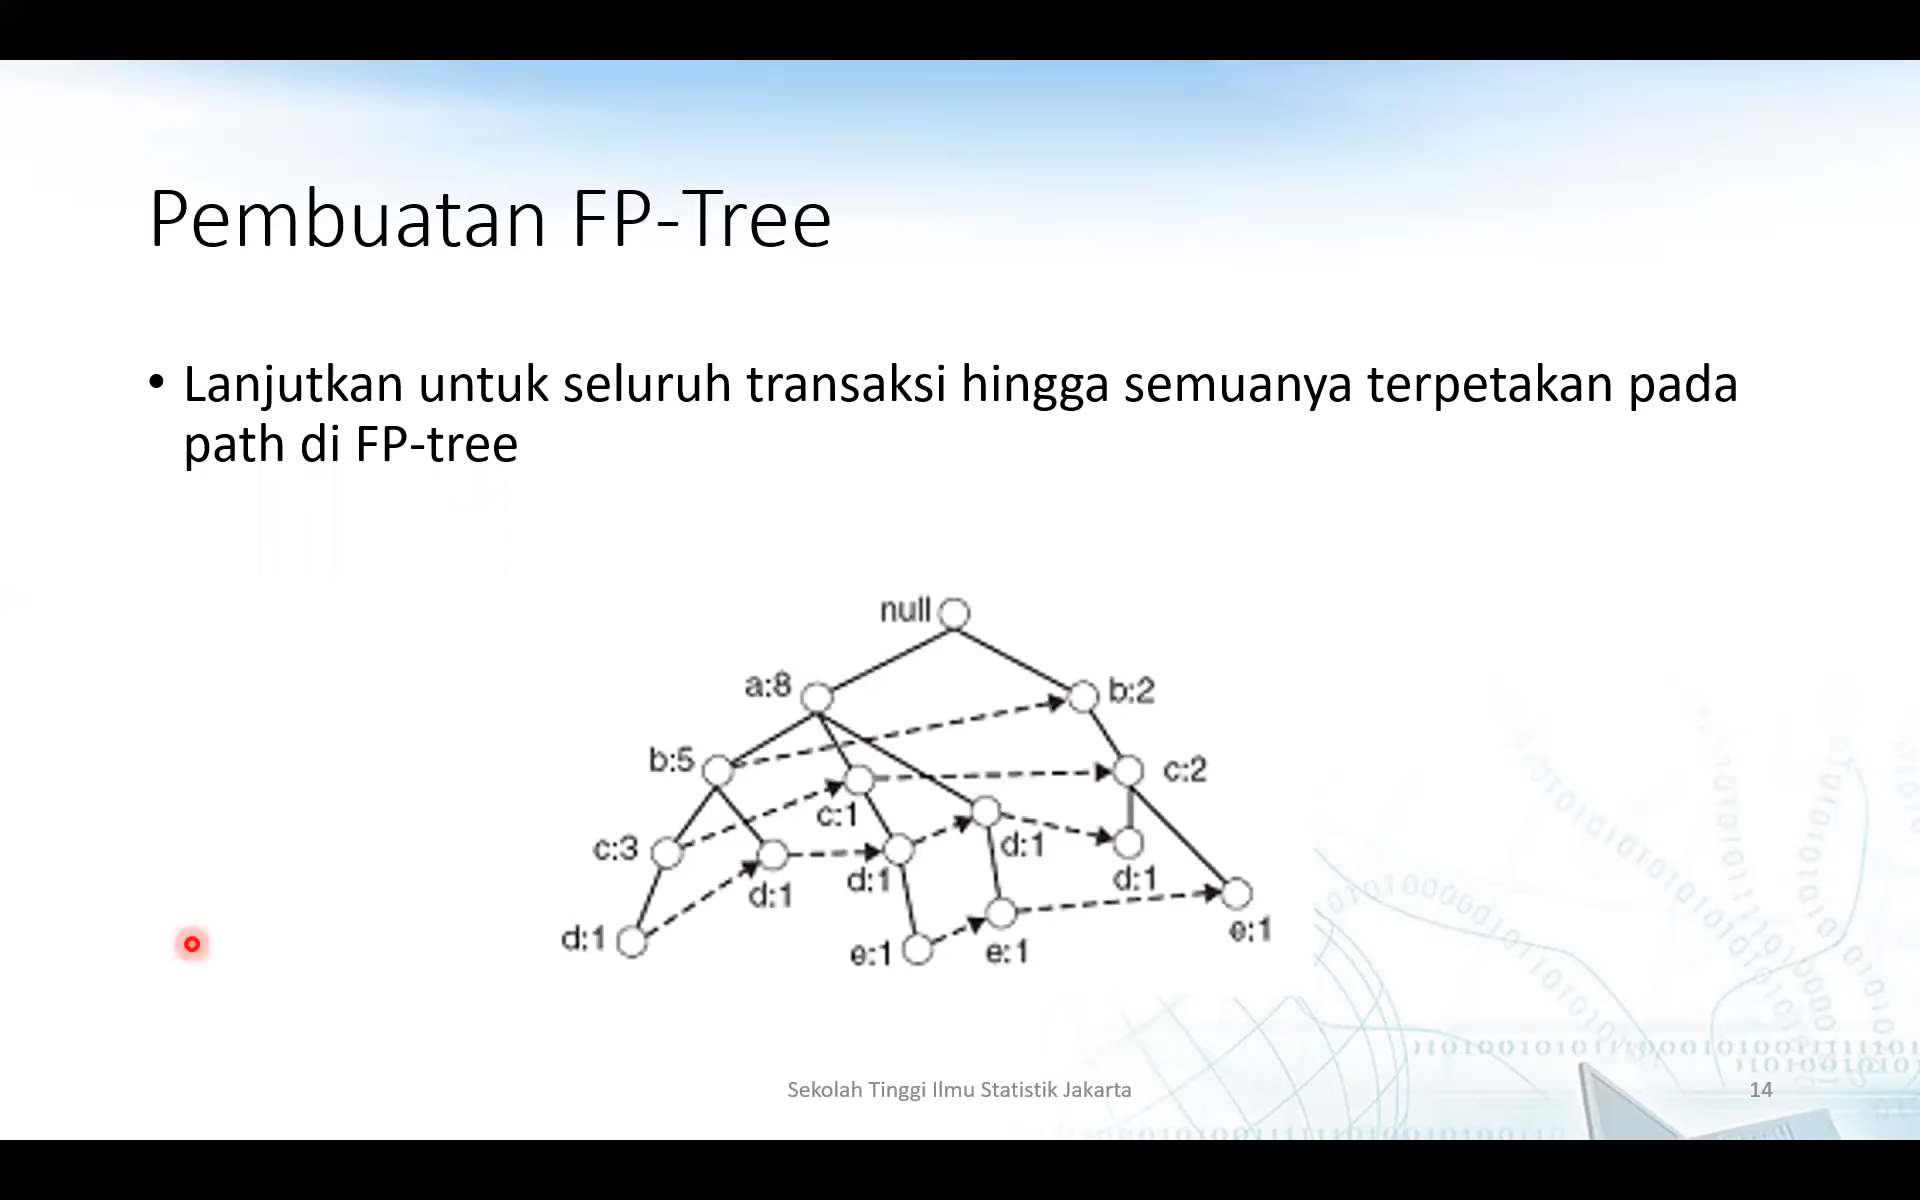 Pembuatan FP-Tree
• Lanjutkan untuk seluruh transaksi hingga semuanya terpetakan pada
path di FP-tree
null
a:8
b:2
b:5
c:2
c:1
c:3
d:1
d:1
d:1
d:1
d:1
e:1
e:1
e:1
Sekolah Tinggi Ilmu Statistik Jakarta
14